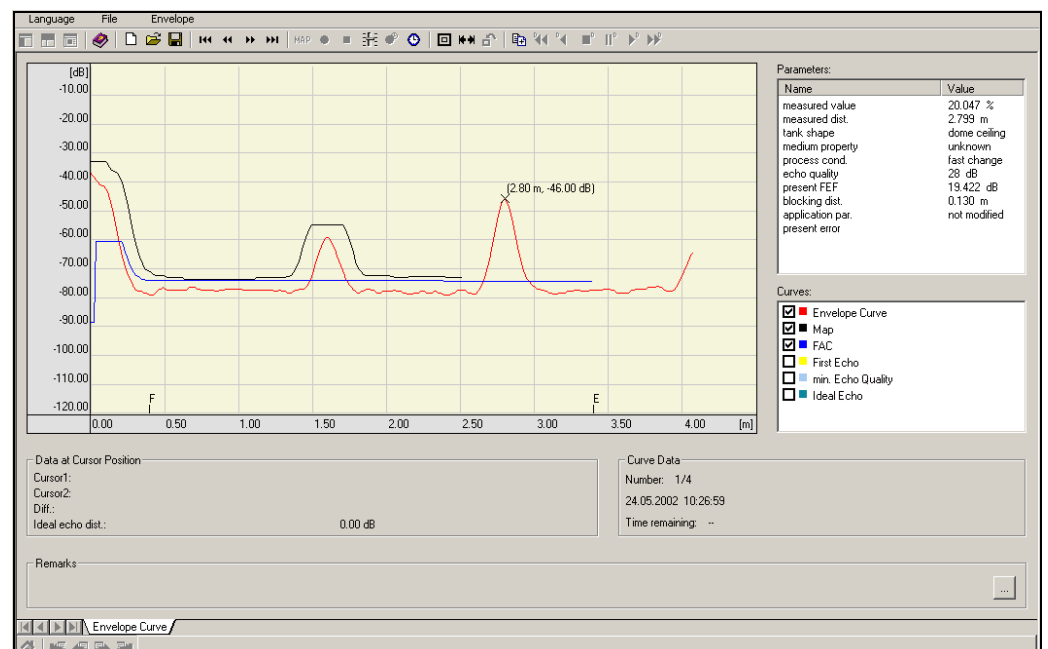 Language File Envelope
MAP
[dB]
-10.00
-20.00
-30.00
-40.00
-50.00
-60.00
-70.00
-80.00
-90.00
-100.00
-110.00
-120.00
(2.80 m, -46.00 dB)
F
E
0.00 0.50 1.00 1.50 2.00 2.50 3.00 3.50 4.00 [m]
Parameters:
Name Value
measured value 20.047 %
measured dist. 2.799 m
tank shape dome ceiling
medium property unknown
process cond. fast change
echo quality 28 dB
present FEF 19.422 dB
blocking dist. 0.130 m
application par. not modified
present error
Curves:
Envelope Curve
Map
FAC
First Echo
min. Echo Quality
Ideal Echo
Data at Cursor Position
Cursor1:
Cursor2:
Diff.:
Ideal echo dist.: 0.00 dB
Curve Data
Number: 1/4
24.05.2002 10:26:59
Time remaining: --
Remarks
...
Envelope Curve